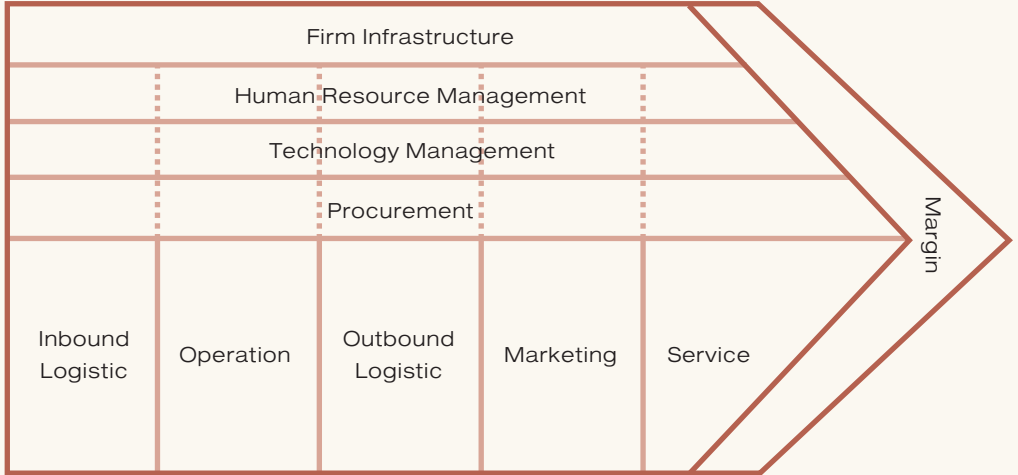 Firm Infrastructure
Human Resource Management
Technology Management
Procurement
Margin
Inbound
Logistic
Operation
Outbound
Logistic
Marketing
Service